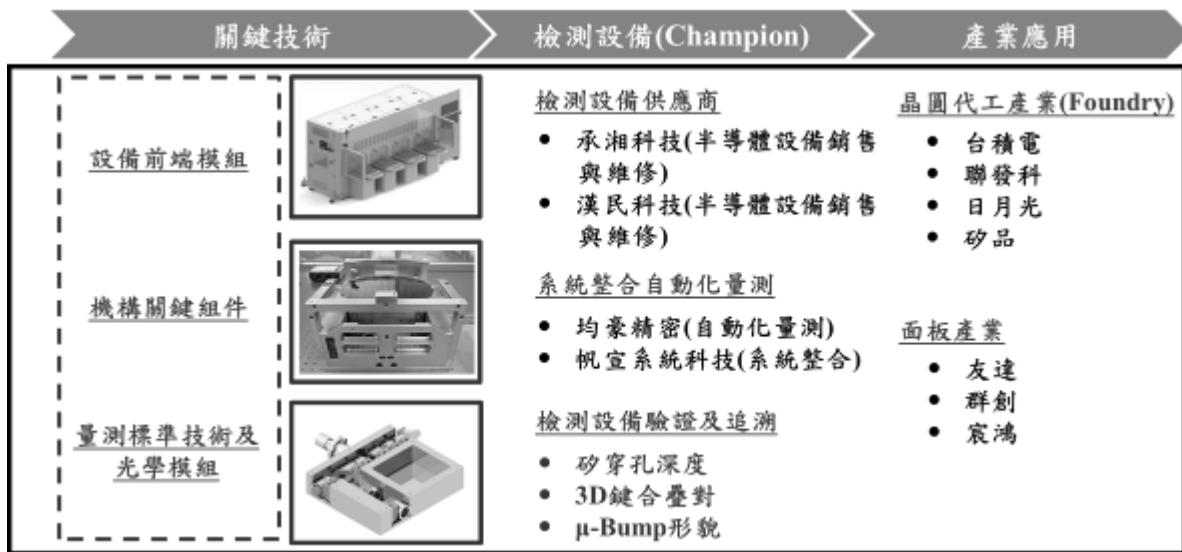 關鍵技術
檢測設備(Champion)
產業應用
設備前端模組
機構關鍵組件
量測標準技術及
光學模組
檢測設備供應商
• 承湘科技(半導體設備銷售
與維修)
• 漢民科技(半導體設備銷售
與維修)
系統整合自動化量測
• 均豪精密(自動化量測)
• 帆宣系統科技(系統整合)
檢測設備驗證及追溯
• 矽穿孔深度
• 3D鍵合疊對
• μ-Bump形貌
晶圓代工產業(Foundry)
• 台積電
• 聯發科
• 日月光
• 矽品
面板產業
• 友達
• 群創
• 宸鴻